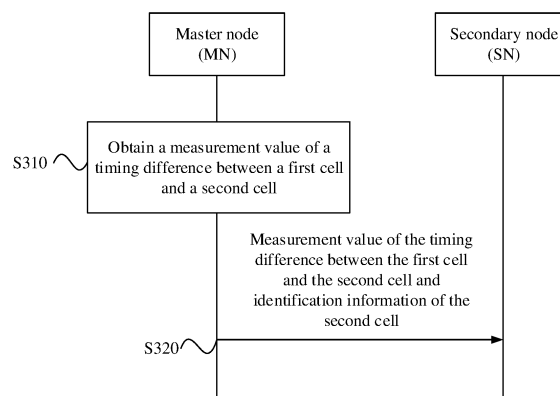 Master node
(MN)
Secondary node
(SN)
Obtain a measurement value of a
timing difference between a first cell
and a second cell
S310
Measurement value of the timing
difference between the first cell
and the second cell and
identification information of the
second cell
S320